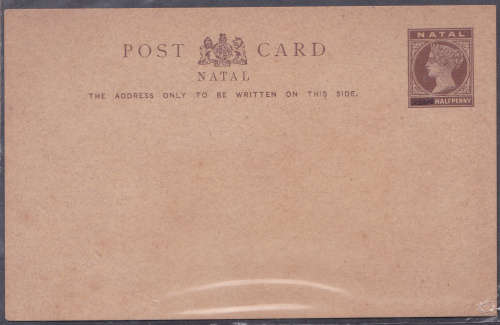 POST CARD
NATAL
THE ADDRESS ONLY TO BE WRITTEN ON THIS SIDE.
NATAL
HALFPENNY